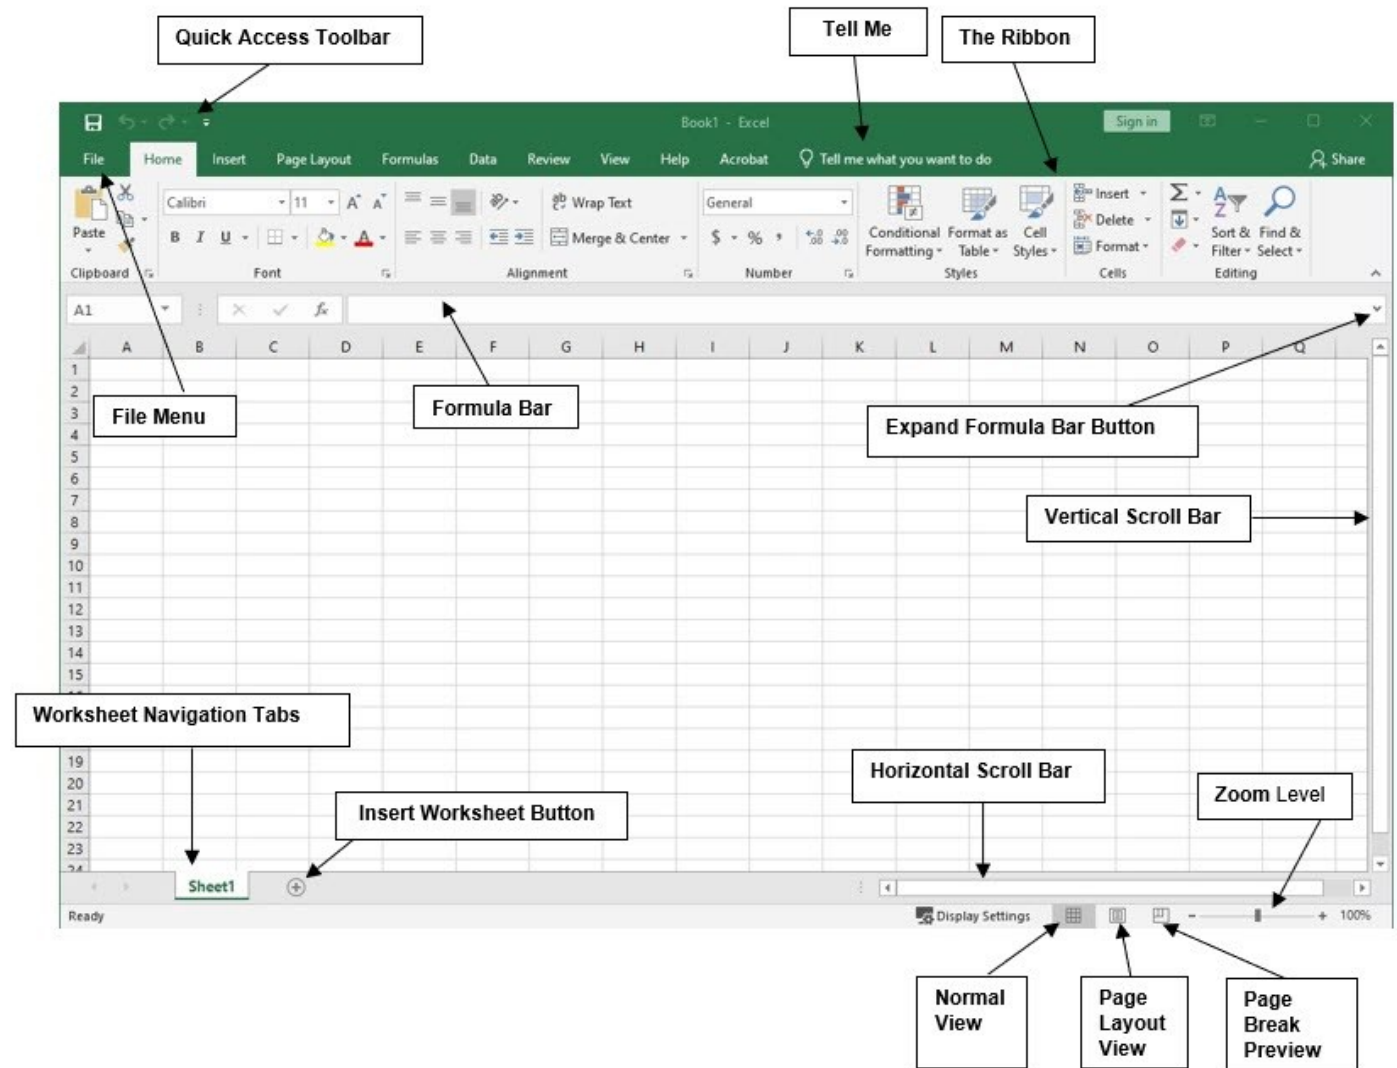 Quick Access Toolbar
Tell Me
The Ribbon
Book1 - Excel
Sign in
File Home Insert Page Layout Formulas Data Review View Help Acrobat Tell me what you want to do Share
Calibri 11 Wrap Text General Insert
Paste B I U A Merge & Center $ % , Conditional Format as Cell Delete Sort & Find &
Formatting Table Styles Format Filter Select
Clipboard Font Alignment Number Styles Cells Editing
A1 fx
A B C D E F G H I J K L M N O P Q
1
2
3
4
5
6
7
8
9
10
11
12
13
14
15
19
20
21
22
23
24
File Menu
Formula Bar
Expand Formula Bar Button
Vertical Scroll Bar
Worksheet Navigation Tabs
Horizontal Scroll Bar
Zoom Level
Insert Worksheet Button
Sheet1
Ready Display Settings - + 100%
Normal
View
Page
Layout
View
Page
Break
Preview